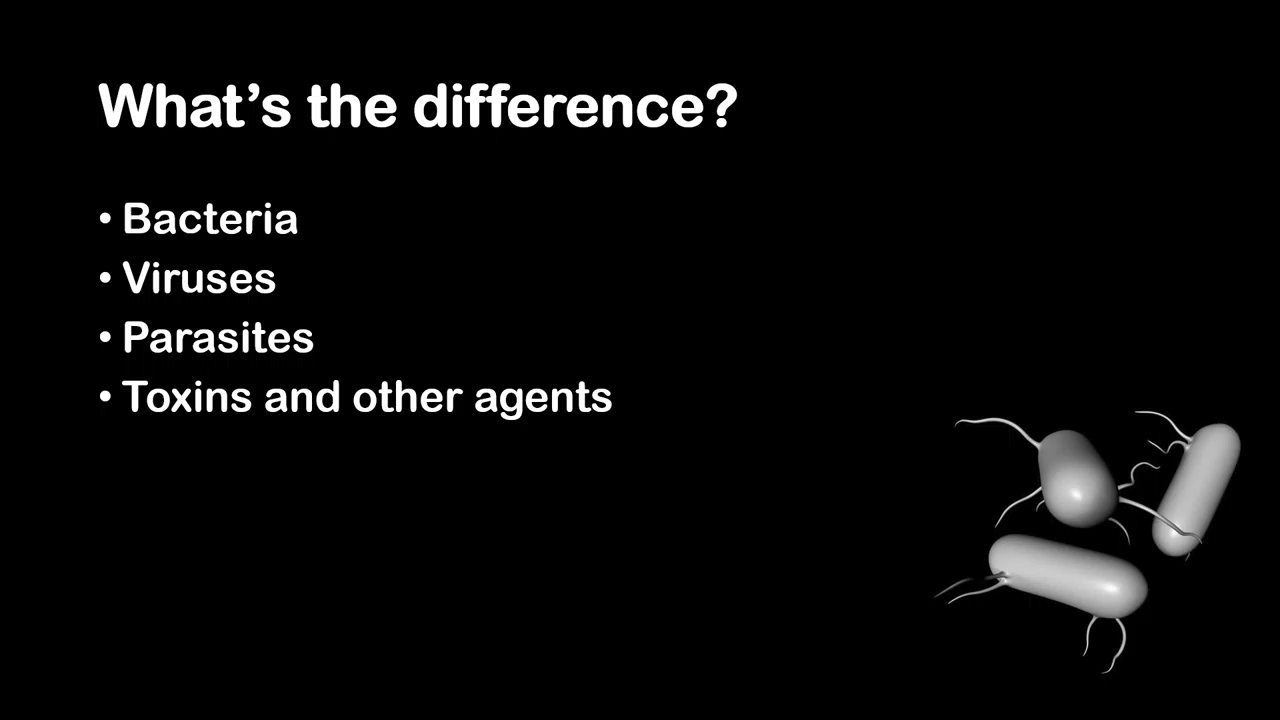 What’s the difference?
• Bacteria
• Viruses
• Parasites
• Toxins and other agents